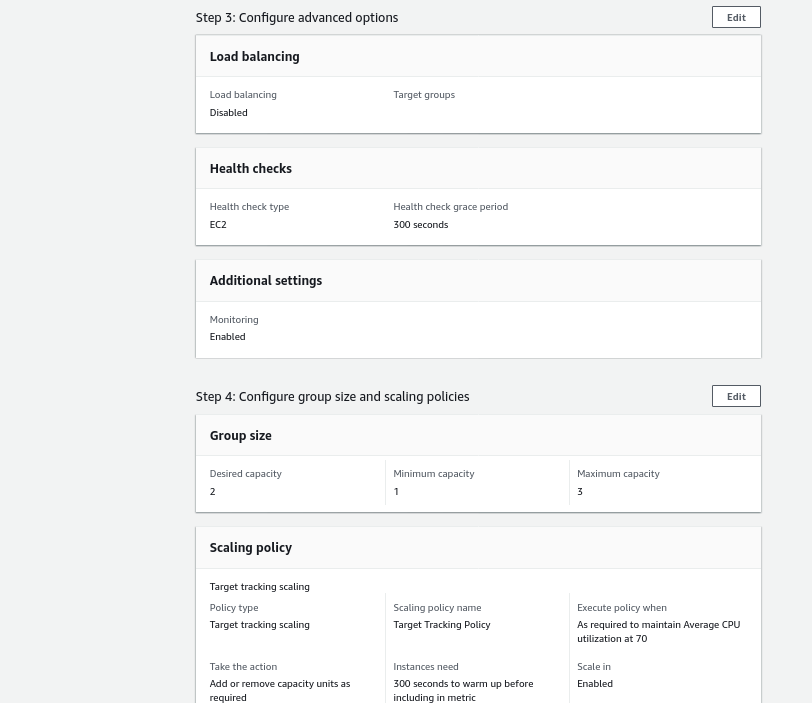 Step 3: Configure advanced options
Edit
Load balancing
Load balancing
Target groups
Disabled
Health checks
Health check type
Health check grace period
EC2
300 seconds
Additional settings
Monitoring
Enabled
Step 4: Configure group size and scaling policies
Edit
Group size
Desired capacity
Minimum capacity
Maximum capacity
2
1
3
Scaling policy
Target tracking scaling
Policy type
Scaling policy name
Execute policy when
Target tracking scaling
Target Tracking Policy
As required to maintain Average CPU
utilization at 70
Take the action
Instances need
Scale in
Add or remove capacity units as
required
300 seconds to warm up before
including in metric
Enabled